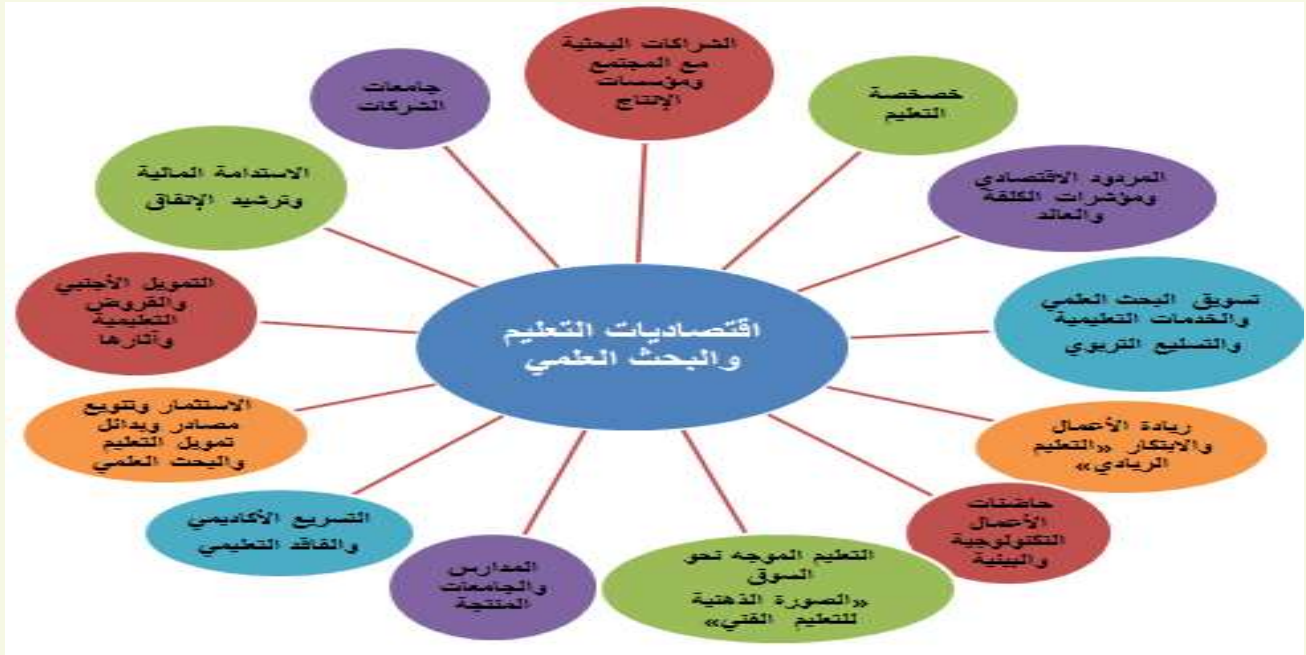 اقتصاديات التعليم
والبحث العلمي
الشراكات البحثية
مع المجتمع
ومؤسسات
الإنتاج
خصخصة
التعليم
المردود الاقتصادي
ومؤشرات الكلفة
والعائد
تسويق البحث العلمي
والخدمات التعليمية
والتسليع التربوي
ريادة الأعمال
والابتكار «التعليم
الريادي»
حاضنات
الأعمال
التكنولوجية
والبيئية
التعليم الموجه نحو
السوق
«الصورة الذهنية
للتعليم الفني»
المدارس
والجامعات
المنتجة
التسريع الأكاديمي
والفاقد التعليمي
الاستثمار وتنويع
مصادر وبدائل
تمويل التعليم
والبحث العلمي
التمويل الأجنبي
والقروض
التعليمية
وآثارها
الاستدامة المالية
وترشيد الإنفاق
جامعات
الشركات